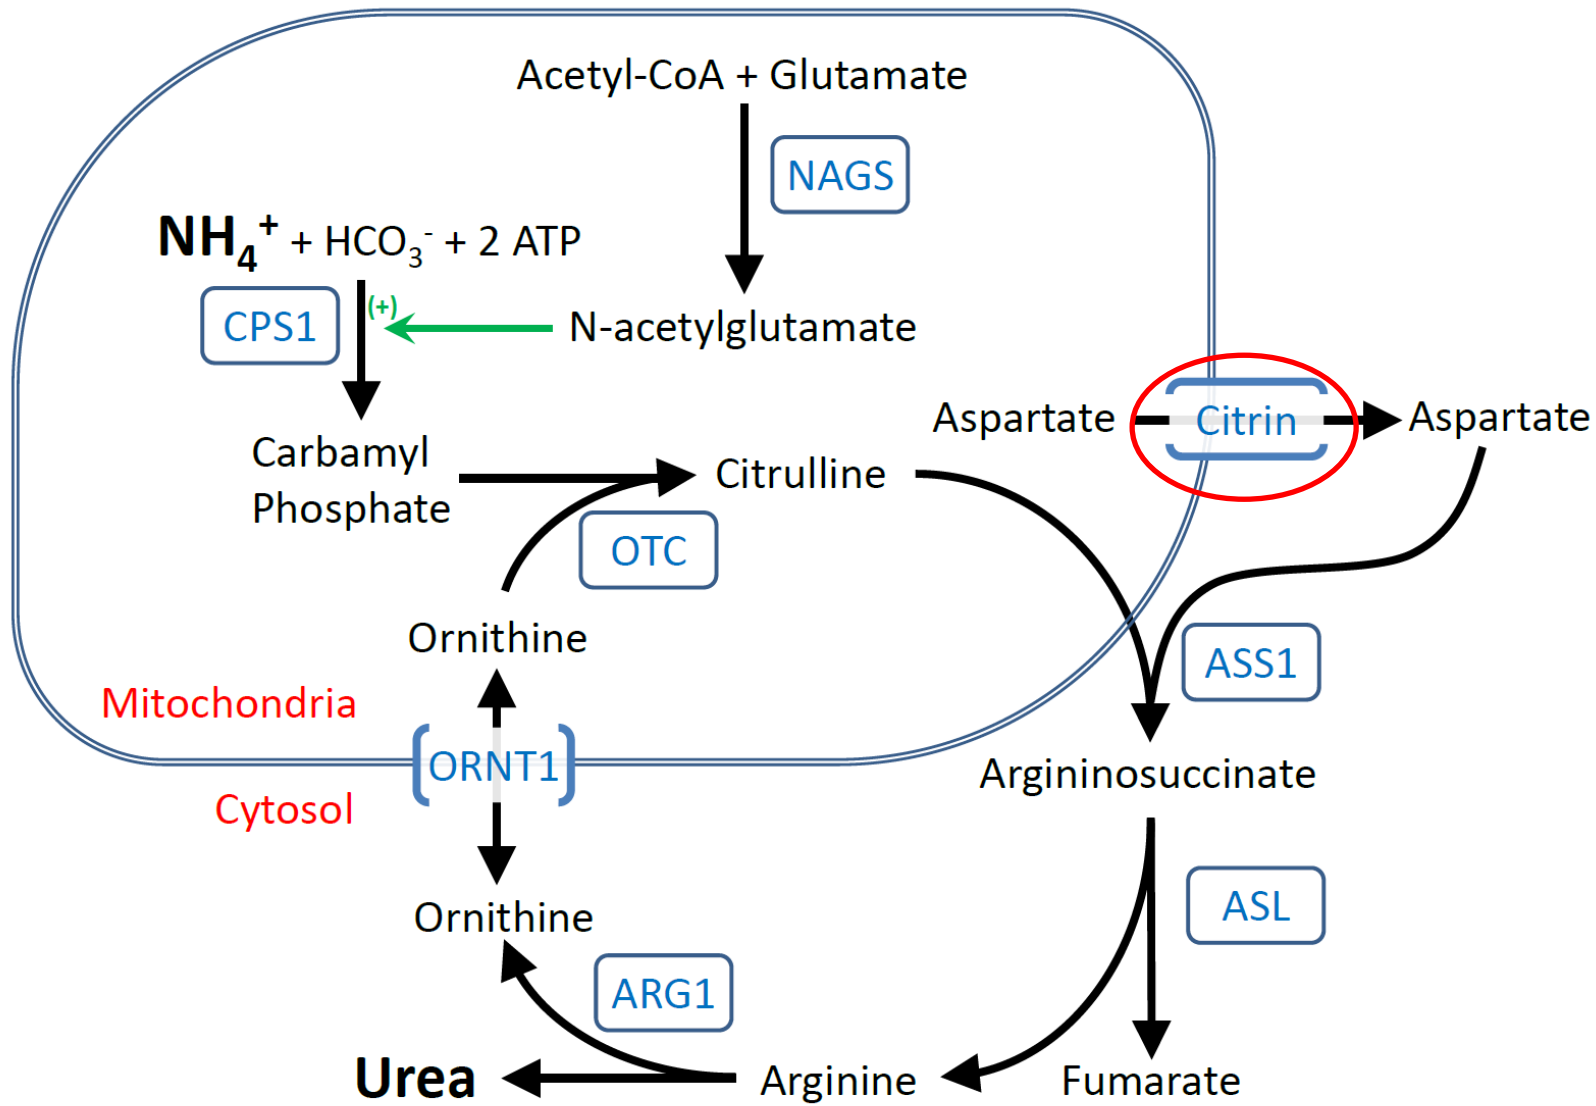 Acetyl-CoA + Glutamate
NAGS
NH₄⁺ + HCO₃⁻ + 2 ATP
CPS1
(+)
N-acetylglutamate
Aspartate
Citrin
Aspartate
Carbamyl
Phosphate
Citrulline
OTC
Ornithine
ASS1
Mitochondria
ORNT1
Cytosol
Argininosuccinate
ASL
Ornithine
ARG1
Urea
Arginine
Fumarate